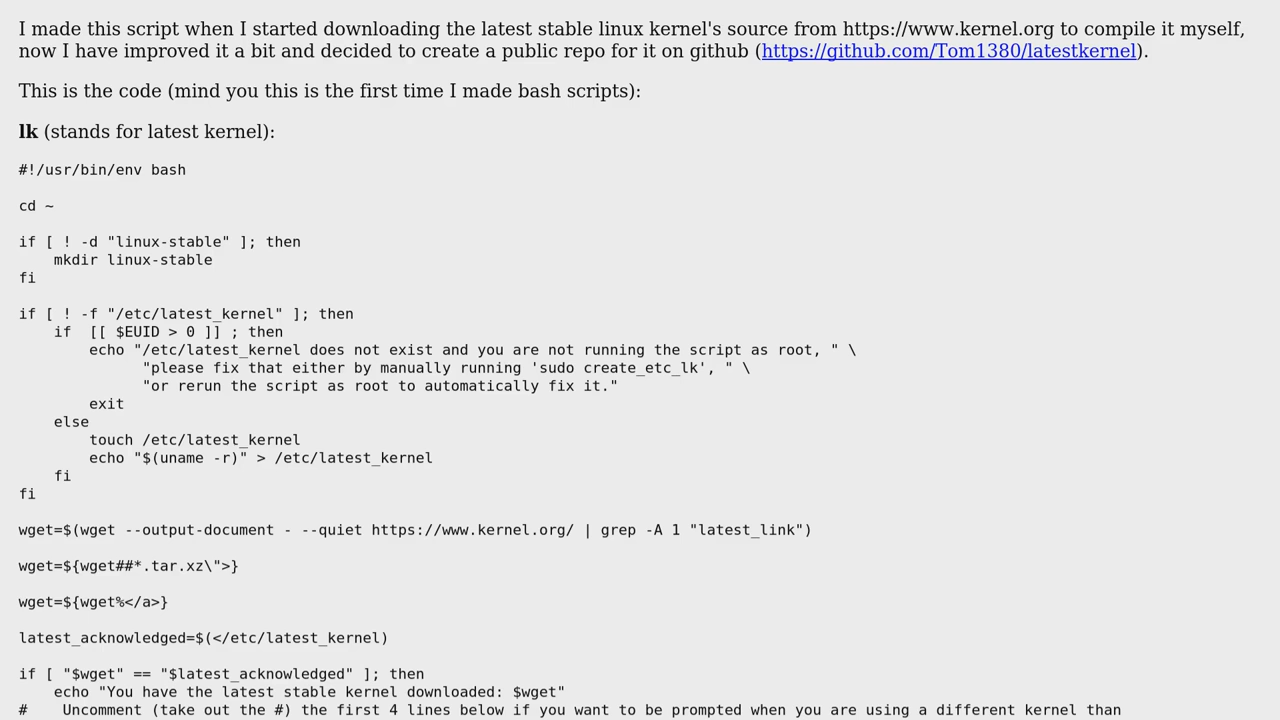 I made this script when I started downloading the latest stable linux kernel's source from https://www.kernel.org to compile it myself,
now I have improved it a bit and decided to create a public repo for it on github (https://github.com/Tom1380/latestkernel).
This is the code (mind you this is the first time I made bash scripts):
lk (stands for latest kernel):
#!/usr/bin/env bash
cd ~
if [ ! -d "linux-stable" ]; then
    mkdir linux-stable
fi
if [ ! -f "/etc/latest_kernel" ]; then
    if  [[ $EUID > 0 ]] ; then
        echo "/etc/latest_kernel does not exist and you are not running the script as root, " \
              "please fix that either by manually running 'sudo create_etc_lk', " \
              "or rerun the script as root to automatically fix it."
        exit
    else
        touch /etc/latest_kernel
        echo "$(uname -r)" > /etc/latest_kernel
    fi
fi
wget=$(wget --output-document - --quiet https://www.kernel.org/ | grep -A 1 "latest_link")
wget=${wget##*.tar.xz\">}
wget=${wget%</a>}
latest_acknowledged=$(</etc/latest_kernel)
if [ "$wget" == "$latest_acknowledged" ]; then
    echo "You have the latest stable kernel downloaded: $wget"
#    Uncomment (take out the #) the first 4 lines below if you want to be prompted when you are using a different kernel than